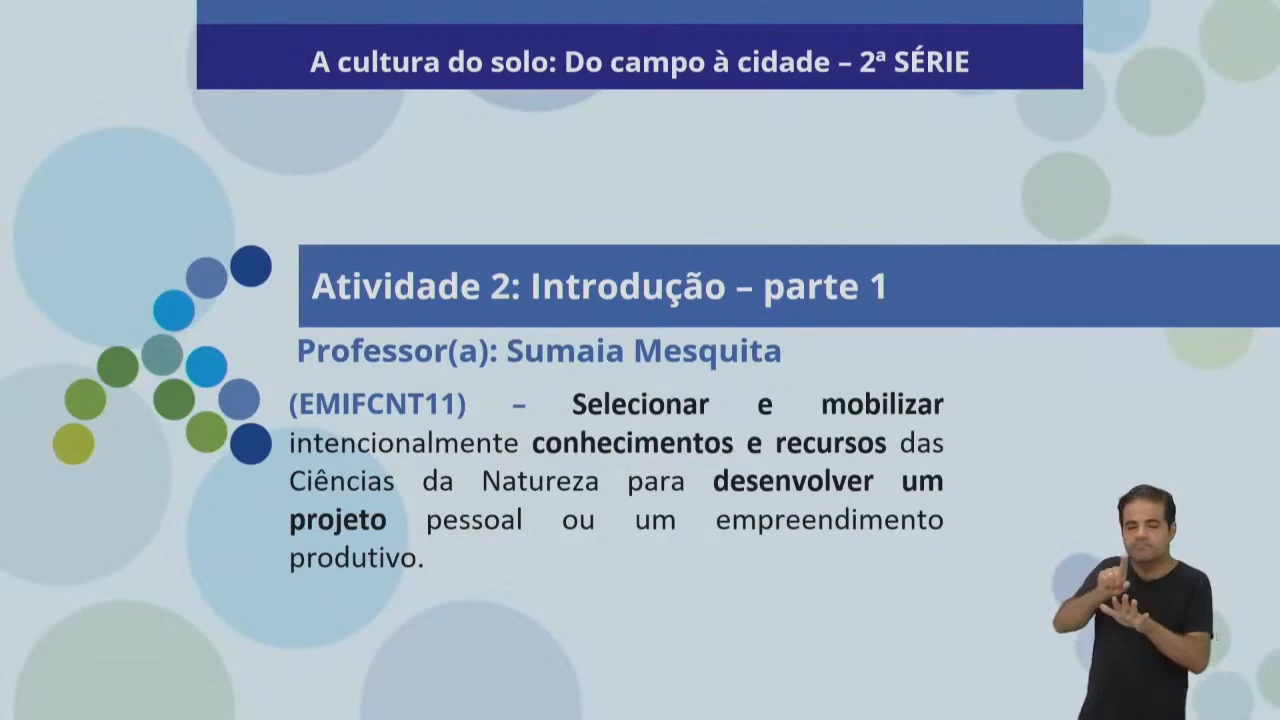 A cultura do solo: Do campo à cidade – 2ª SÉRIE
Atividade 2: Introdução – parte 1
Professor(a): Sumaia Mesquita
(EMIFCNT11) – Selecionar e mobilizar
intencionalmente conhecimentos e recursos das
Ciências da Natureza para desenvolver um
projeto pessoal ou um empreendimento
produtivo.